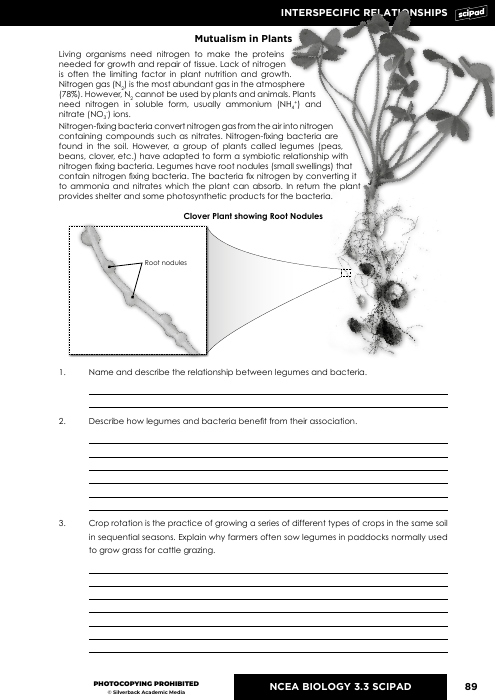 INTERSPECIFIC RELATIONSHIPS
scipad
Mutualism in Plants
Living organisms need nitrogen to make the proteins
needed for growth and repair of tissue. Lack of nitrogen
is often the limiting factor in plant nutrition and growth.
Nitrogen gas (N₂) is the most abundant gas in the atmosphere
(78%). However, N₂ cannot be used by plants and animals. Plants
need nitrogen in soluble form, usually ammonium (NH₄⁺) and
nitrate (NO₃⁻) ions.
Nitrogen-fixing bacteria convert nitrogen gas from the air into nitrogen
containing compounds such as nitrates. Nitrogen-fixing bacteria are
found in the soil. However, a group of plants called legumes (peas,
beans, clover, etc.) have adapted to form a symbiotic relationship with
nitrogen fixing bacteria. Legumes have root nodules (small swellings) that
contain nitrogen fixing bacteria. The bacteria fix nitrogen by converting it
to ammonia and nitrates which the plant can absorb. In return the plant
provides shelter and some photosynthetic products for the bacteria.
Clover Plant showing Root Nodules
Root nodules
1. Name and describe the relationship between legumes and bacteria.
2. Describe how legumes and bacteria benefit from their association.
3. Crop rotation is the practice of growing a series of different types of crops in the same soil
in sequential seasons. Explain why farmers often sow legumes in paddocks normally used
to grow grass for cattle grazing.
PHOTOCOPYING PROHIBITED
© Silverback Academic Media
NCEA BIOLOGY 3.3 SCIPAD
89